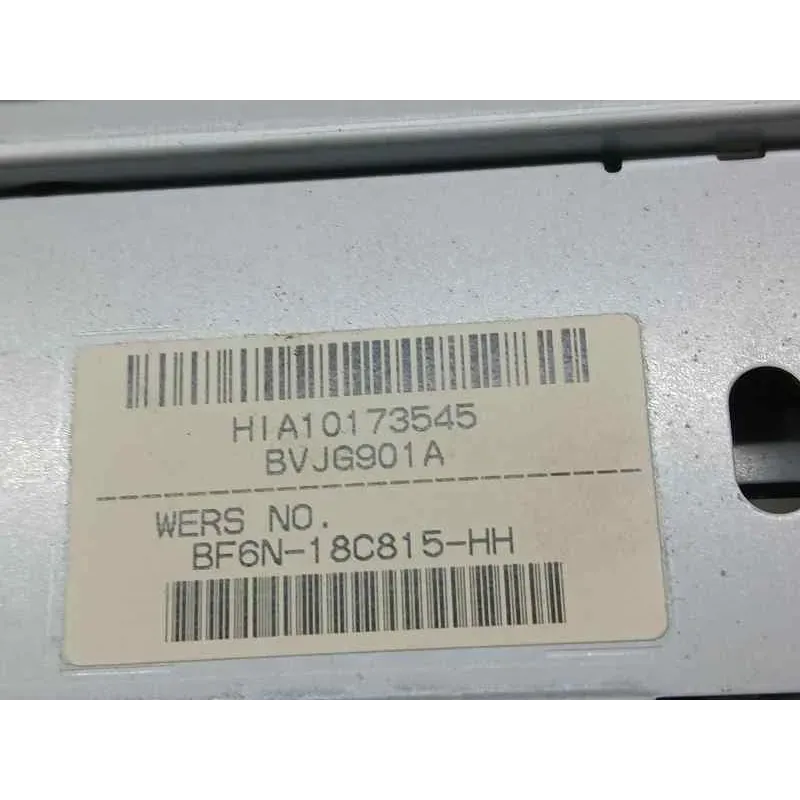 HIA10173545
BVJG901A
WERS NO.
BF6N-18C815-HH